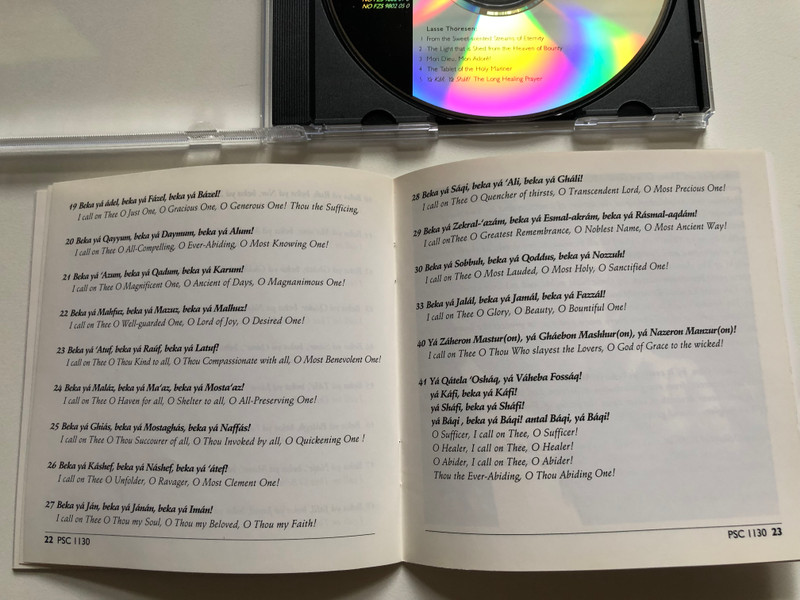 NO FZS 9802 05 0
Lasse Thoresen
1 From the Sweet-scented Streams of Eternity
2 The Light that is Shed from the Heaven of Bounty
3 Mon Dieu, Mon Adoré!
4 The Tablet of the Holy Mariner
5 Yá Káfí, Yá Sháfí! The Long Healing Prayer
19 Beka yá ádel, beka yá Fázel, beka yá Bázel!
I call on Thee O Just One, O Gracious One, O Generous One! Thou the Sufficing,
20 Beka yá Qayyum, beka yá Daymum, beka yá Alum!
I call on Thee O All-Compelling, O Ever-Abiding, O Most Knowing One!
21 Beka yá 'Azum, beka yá Qadum, beka yá Karum!
I call on Thee O Magnificent One, O Ancient of Days, O Magnanimous One!
22 Beka yá Mahfuz, beka yá Mazuz, beka yá Malhuz!
I call on Thee O Well-guarded One, O Lord of Joy, O Desired One!
23 Beka yá 'Atuf, beka yá Raúf, beka yá Latuf!
I call on Thee O Thou Kind to all, O Thou Compassionate with all, O Most Benevolent One!
24 Beka yá Maláz, beka yá Ma'az, beka yá Mosta'az!
I call on Thee O Haven for all, O Shelter to all, O All-Preserving One!
25 Beka yá Ghiás, beka yá Mostaghás, beka yá Naffás!
I call on Thee O Thou Succourer of all, O Thou Invoked by all, O Quickening One !
26 Beka yá Káshef, beka yá Náshef, beka yá 'átef!
I call on Thee O Unfolder, O Ravager, O Most Clement One!
27 Beka yá Ján, beka yá Jánán, beka yá Imán!
I call on Thee O Thou my Soul, O Thou my Beloved, O Thou my Faith!
22 PSC 1130
28 Beka yá Sáqi, beka yá 'Alí, beka yá Gháli!
I call on Thee O Quencher of thirsts, O Transcendent Lord, O Most Precious One!
29 Beka yá Zekral-'azám, beka yá Esmal-akrám, beka yá Rásmal-aqdám!
I call onThee O Greatest Remembrance, O Noblest Name, O Most Ancient Way!
30 Beka yá Sobbuh, beka yá Qoddus, beka yá Nozzuh!
I call on Thee O Most Lauded, O Most Holy, O Sanctified One!
33 Beka yá Jalál, beka yá Jamál, beka yá Fazzál!
I call on Thee O Glory, O Beauty, O Bountiful One!
40 Yá Záheron Mastur(on), yá Gháebon Mashhur(on), yá Nazeron Manzur(on)!
I call on Thee O Thou Who slayest the Lovers, O God of Grace to the wicked!
41 Yá Qátela 'Osháq, yá Váheba Fossáq!
yá Káfi, beka yá Káfi!
yá Sháfi, beka yá Sháfi!
yá Báqi , beka yá Báqi! antal Báqi, yá Báqi!
O Sufficer, I call on Thee, O Sufficer!
O Healer, I call on Thee, O Healer!
O Abider, I call on Thee, O Abider!
Thou the Ever-Abiding, O Thou Abiding One!
PSC 1130 23